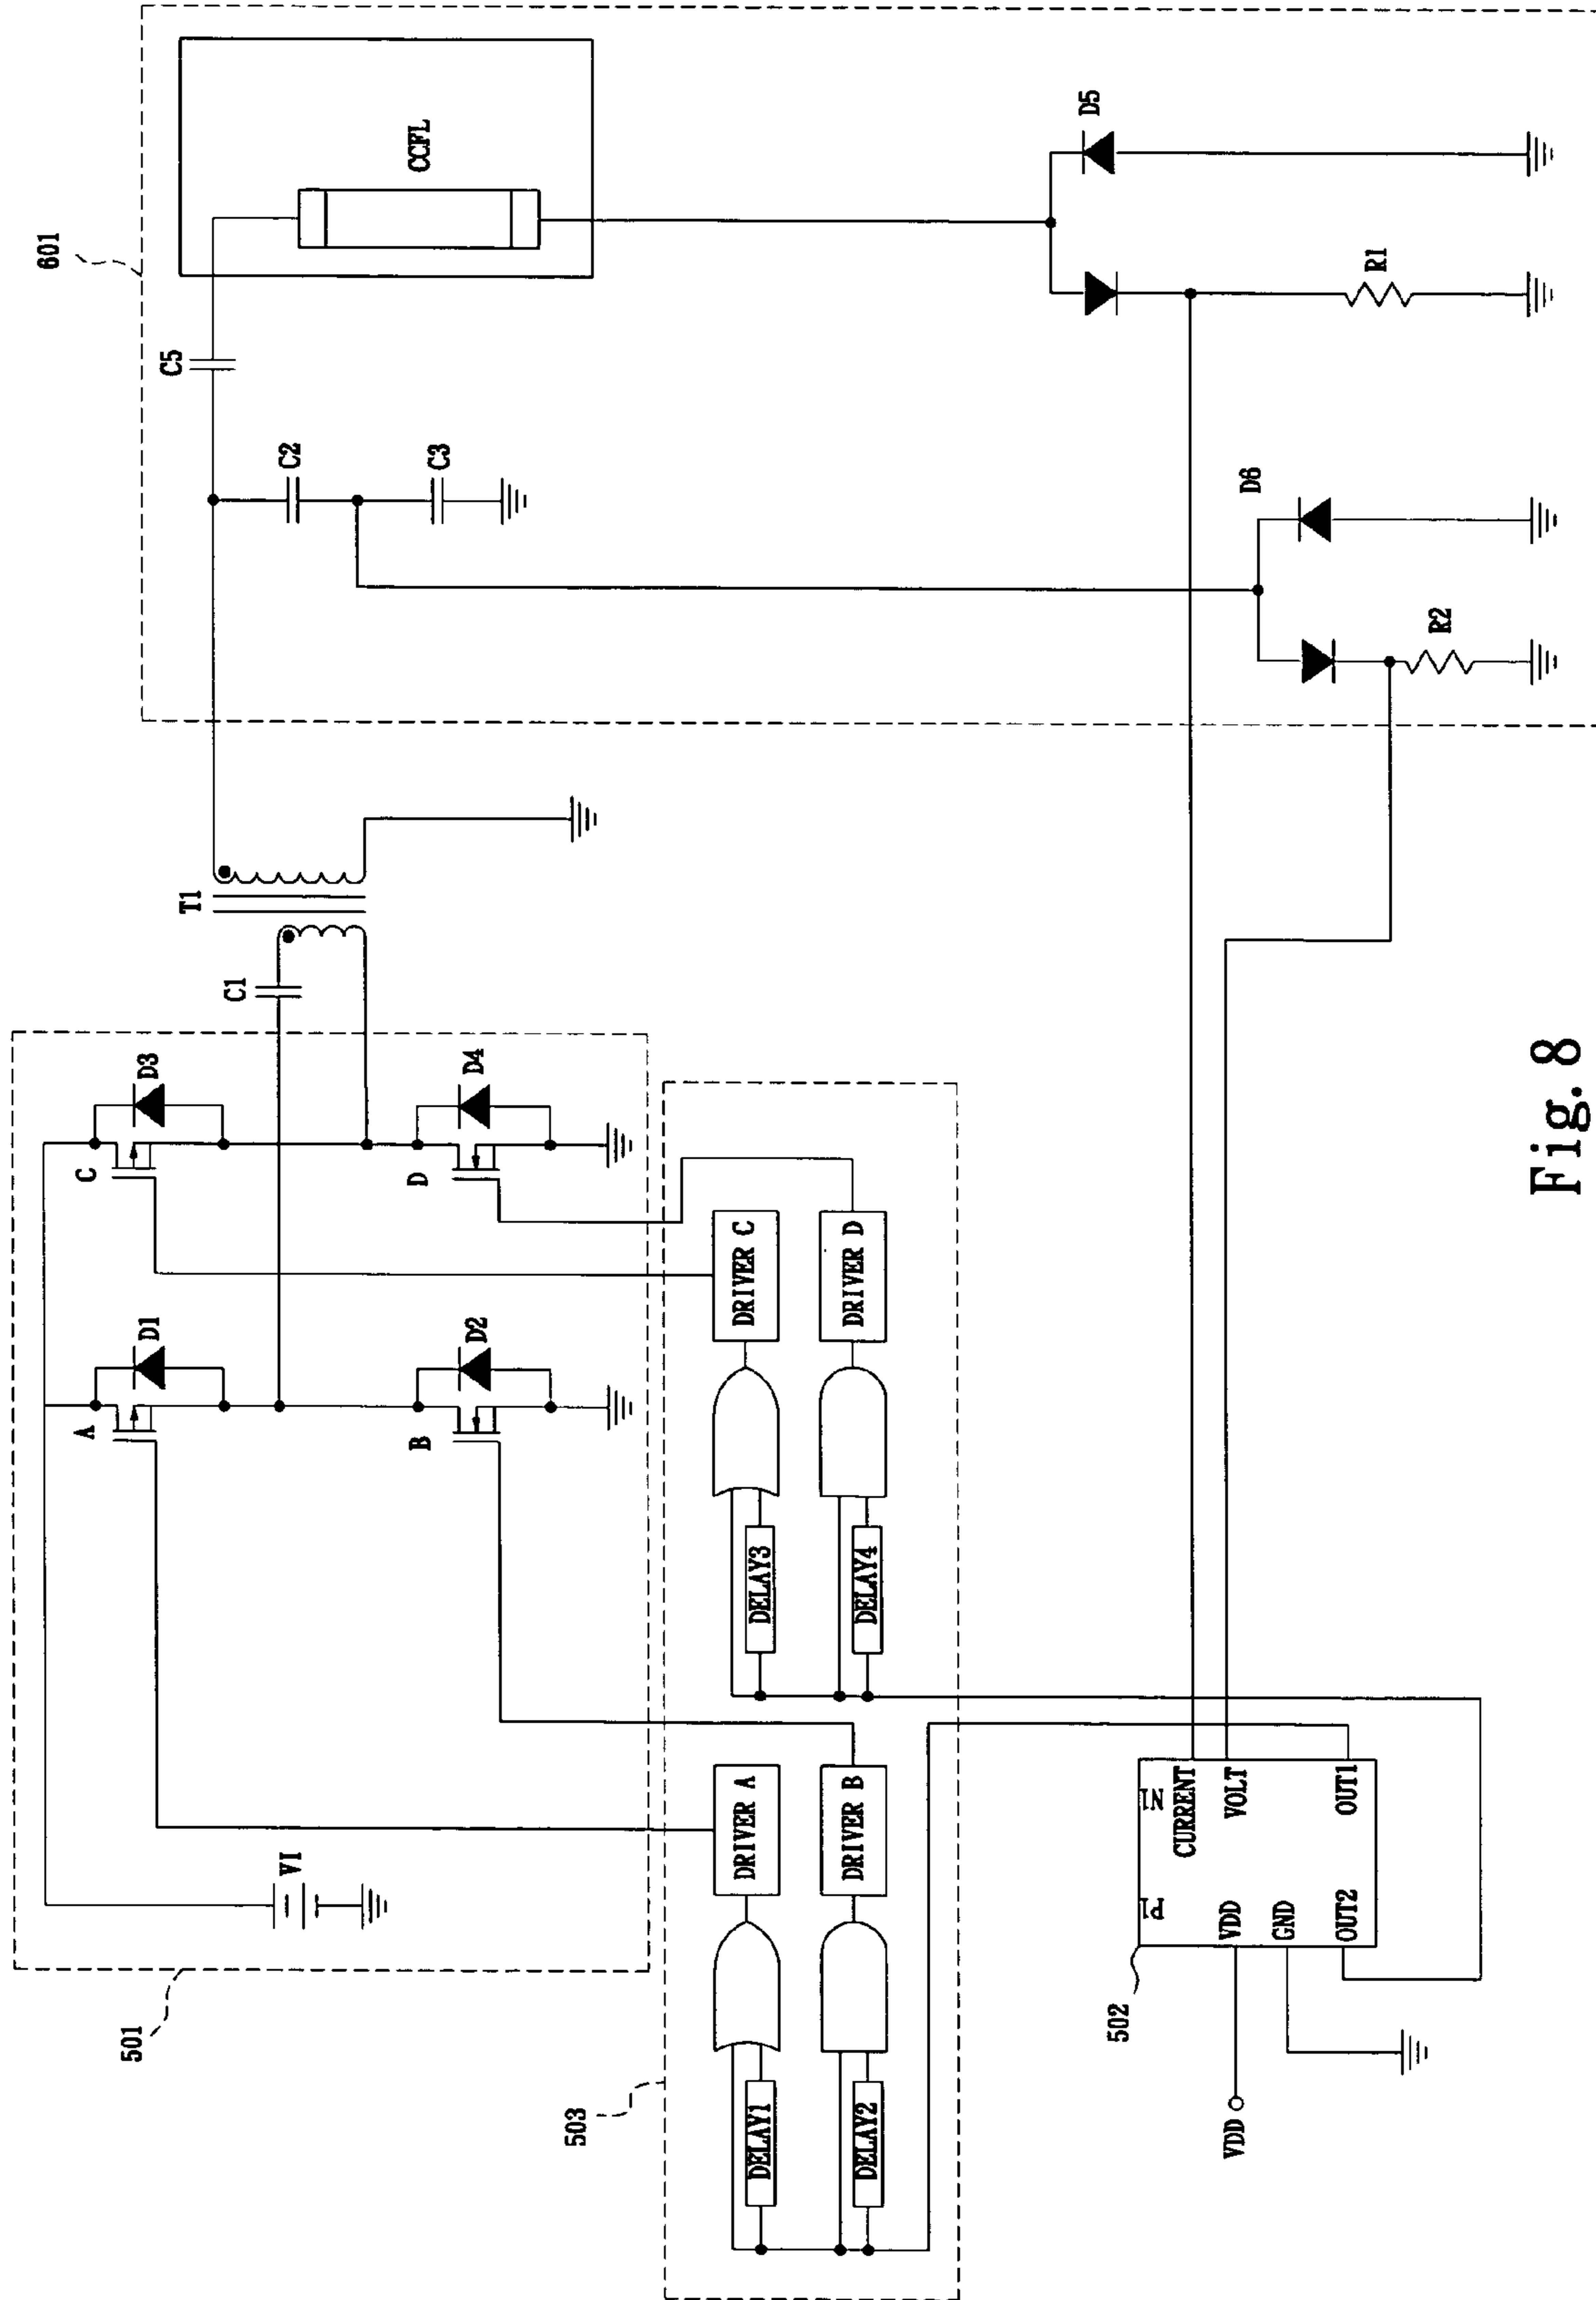 601
CCFL
C5
C2
C3
D5
R1
D6
R2
T1
C1
501
VI
A
D1
B
D2
C
D3
D
D4
503
DELAY1
DRIVER A
DELAY2
DRIVER B
DELAY3
DRIVER C
DELAY4
DRIVER D
502
P1
N1
CURRENT
VDD
VDD
VOLT
GND
OUT2
OUT1
Fig. 8